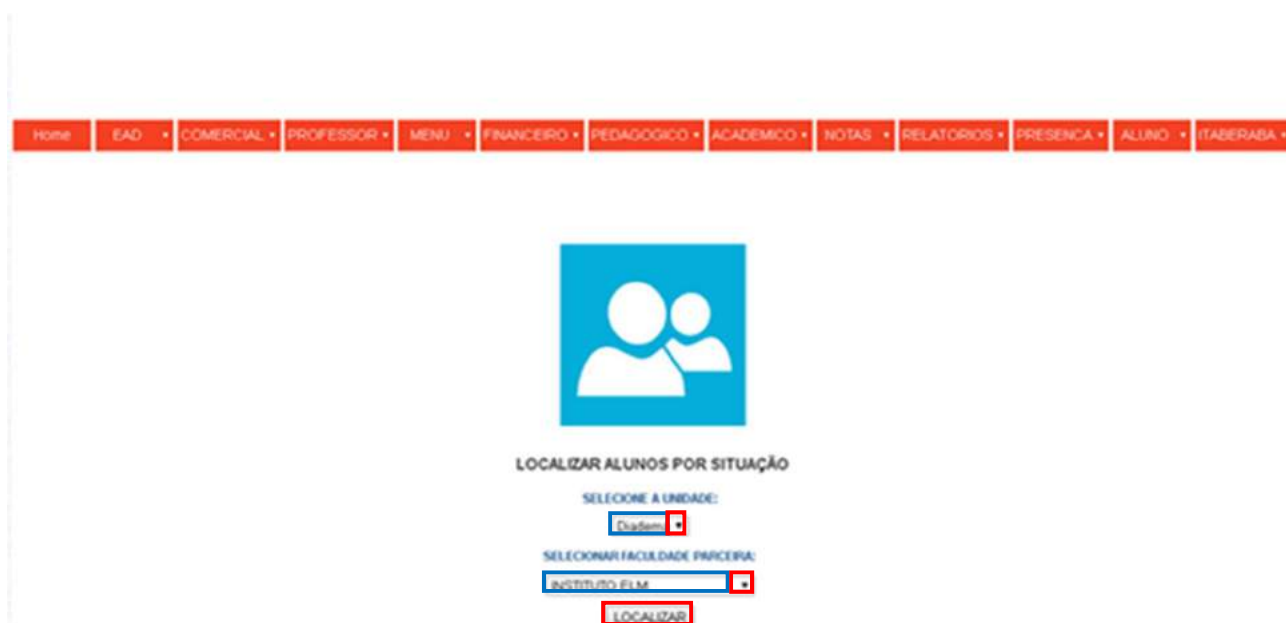 Home EAD COMERCIAL PROFESSOR MENU FINANCEIRO PEDAGOGICO ACADEMICO NOTAS RELATORIOS PRESENCA ALUNO ITABERABA
LOCALIZAR ALUNOS POR SITUAÇÃO
SELECIONE A UNIDADE:
Diadema
SELECIONAR FACULDADE PARCEIRA:
INSTITUTO ELM
LOCALIZAR